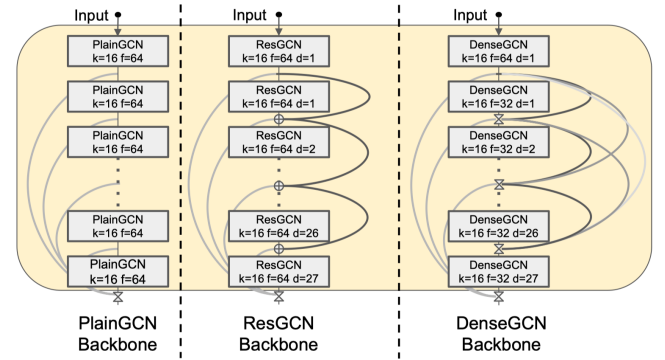 Input
PlainGCN
k=16 f=64
PlainGCN
k=16 f=64
PlainGCN
k=16 f=64
PlainGCN
k=16 f=64
PlainGCN
k=16 f=64
PlainGCN
Backbone
Input
ResGCN
k=16 f=64 d=1
ResGCN
k=16 f=64 d=1
ResGCN
k=16 f=64 d=2
ResGCN
k=16 f=64 d=26
ResGCN
k=16 f=64 d=27
ResGCN
Backbone
Input
DenseGCN
k=16 f=64 d=1
DenseGCN
k=16 f=32 d=1
DenseGCN
k=16 f=32 d=2
DenseGCN
k=16 f=32 d=26
DenseGCN
k=16 f=32 d=27
DenseGCN
Backbone